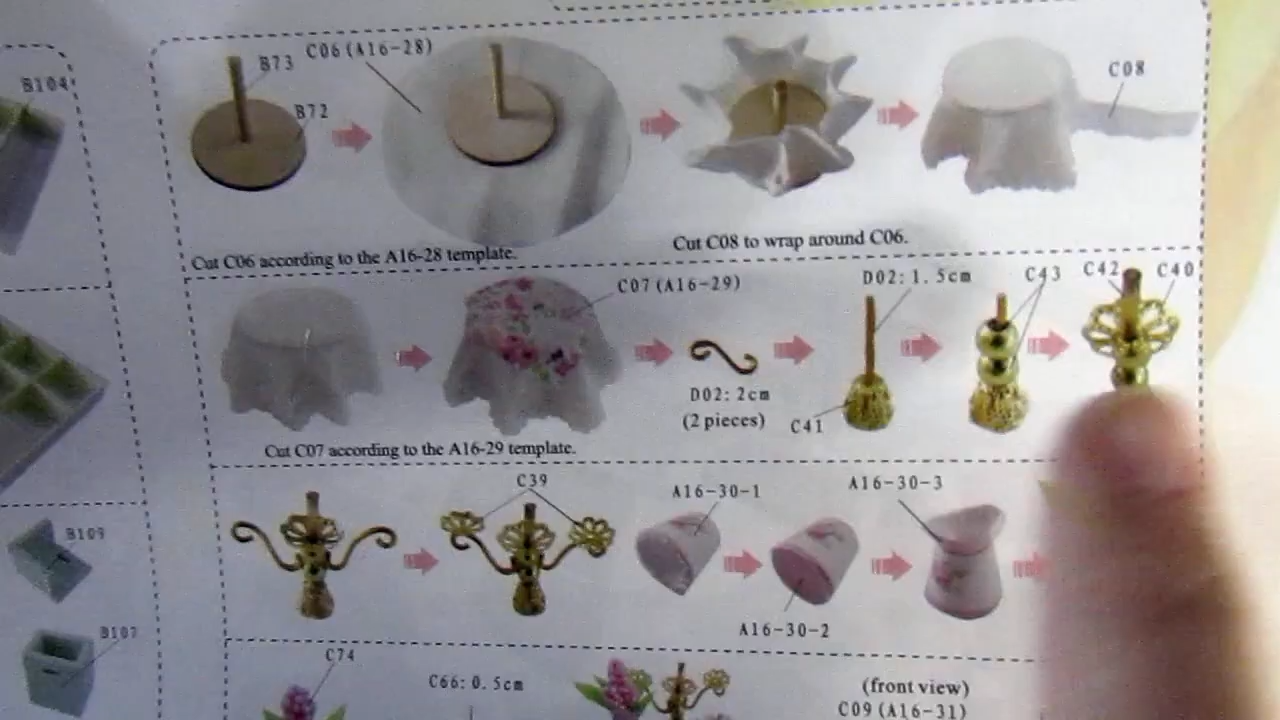 B104
B73
C06(A16-28)
B72
C08
Cut C06 according to the A16-28 template.
Cut C08 to wrap around C06.
C07(A16-29)
D02: 1.5cm
C43
C42
C40
D02: 2cm
(2 pieces)
C41
Cut C07 according to the A16-29 template.
C39
A16-30-1
A16-30-3
B109
A16-30-2
B107
C74
C66: 0.5cm
(front view)
C09(A16-31)